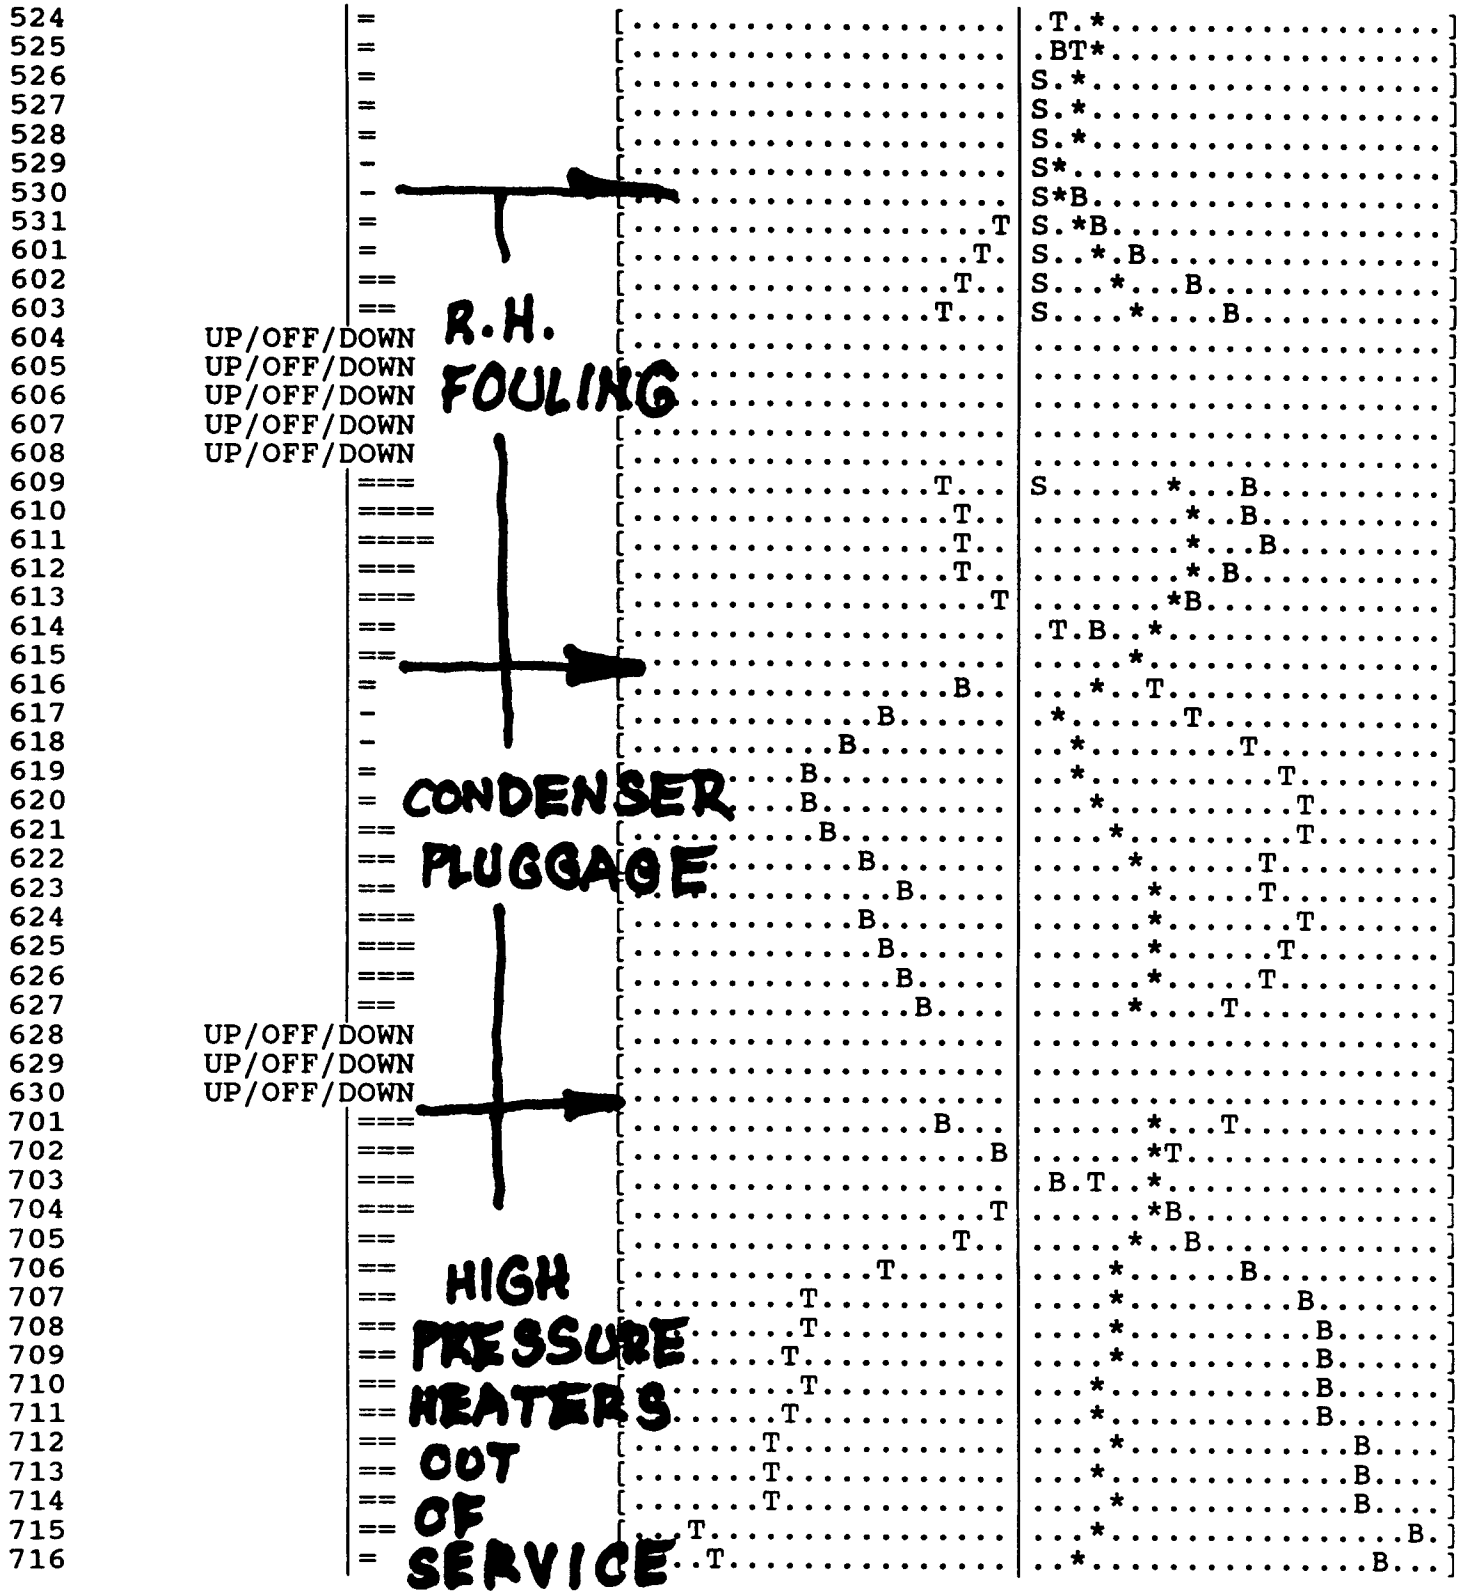 524 = [.................... .T.*..................]
525 = [.................... .BT*..................]
526 = [.................... S.*...................]
527 = [.................... S.*...................]
528 = [.................... S.*...................]
529 - [.................... S*....................]
530 - [.................... S*B...................]
531 = [...................T S.*B..................]
601 = [..................T. S..*.B................]
602 == [.................T.. S...*...B.............]
603 == [................T... S....*....B...........]
R.H.
604 UP/OFF/DOWN [.................... ......................]
605 UP/OFF/DOWN [.................... ......................]
FOULING
606 UP/OFF/DOWN [.................... ......................]
607 UP/OFF/DOWN [.................... ......................]
608 UP/OFF/DOWN [.................... ......................]
609 === [................T... S......*...B..........]
610 ==== [.................T.. ........*..B..........]
611 ==== [.................T.. ........*...B.........]
612 === [.................T.. ........*.B...........]
613 === [...................T .......*B.............]
614 == [.................... .T.B..*...............]
615 == [.................... .....*................]
616 = [.................B.. ...*..T...............]
617 - [.............B...... .*......T.............]
618 - [...........B........ ..*........T..........]
619 = [.........B.......... ..*..........T........]
CONDENSER
620 = [.........B.......... ...*..........T.......]
621 == [..........B......... ....*.........T.......]
622 == [............B....... .....*......T.........]
PLUGGAGE
623 == [..............B..... ......*.....T.........]
624 === [............B....... ......*.......T.......]
625 === [.............B...... ......*......T........]
626 === [..............B..... ......*.....T.........]
627 == [...............B.... .....*....T...........]
628 UP/OFF/DOWN [.................... ......................]
629 UP/OFF/DOWN [.................... ......................]
630 UP/OFF/DOWN [.................... ......................]
701 === [................B... ......*...T...........]
702 === [...................B ......*T..............]
703 === [.................... .B.T..*...............]
704 === [...................T ......*B..............]
705 == [.................T.. .....*..B.............]
706 == [.............T...... ....*......B..........]
HIGH
707 == [.........T.......... ....*.........B.......]
708 == [.........T.......... ....*..........B......]
PRESSURE
709 == [........T........... ....*..........B......]
710 == [.........T.......... ...*...........B......]
HEATERS
711 == [........T........... ...*...........B......]
712 == [.......T............ ....*............B....]
OUT
713 == [.......T............ ...*.............B....]
714 == [.......T............ ....*............B....]
OF
715 == [...T................ ...*................B.]
716 = [....T............... ..*...............B...]
SERVICE